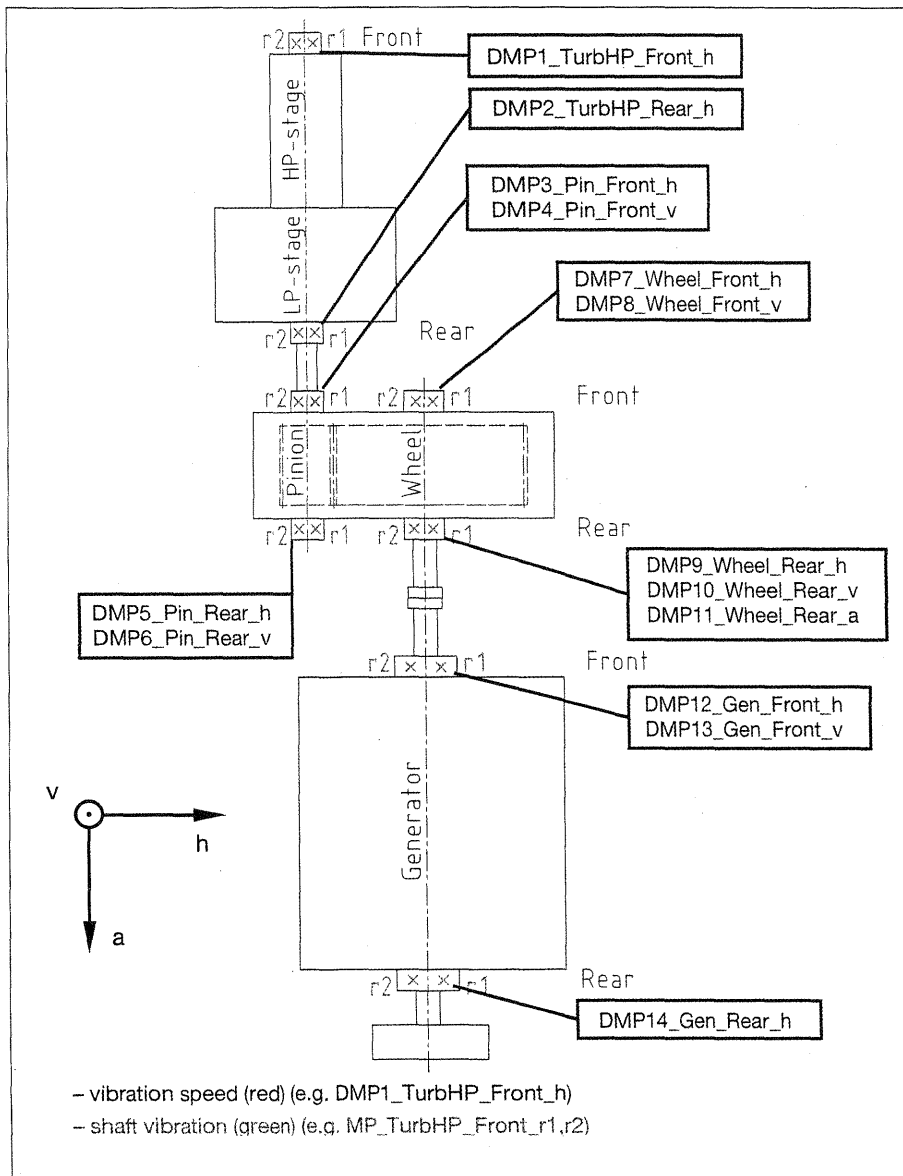 r2 r1 Front
DMP1_TurbHP_Front_h
HP-stage
DMP2_TurbHP_Rear_h
DMP3_Pin_Front_h
DMP4_Pin_Front_v
LP-stage
DMP7_Wheel_Front_h
DMP8_Wheel_Front_v
r2 r1 Rear
r2 r1 r2 r1 Front
Pinion
Wheel
r2 r1 r2 r1 Rear
DMP9_Wheel_Rear_h
DMP10_Wheel_Rear_v
DMP11_Wheel_Rear_a
DMP5_Pin_Rear_h
DMP6_Pin_Rear_v
r2 r1 Front
DMP12_Gen_Front_h
DMP13_Gen_Front_v
Generator
v
h
a
r2 r1 Rear
DMP14_Gen_Rear_h
– vibration speed (red) (e.g. DMP1_TurbHP_Front_h)
– shaft vibration (green) (e.g. MP_TurbHP_Front_r1,r2)